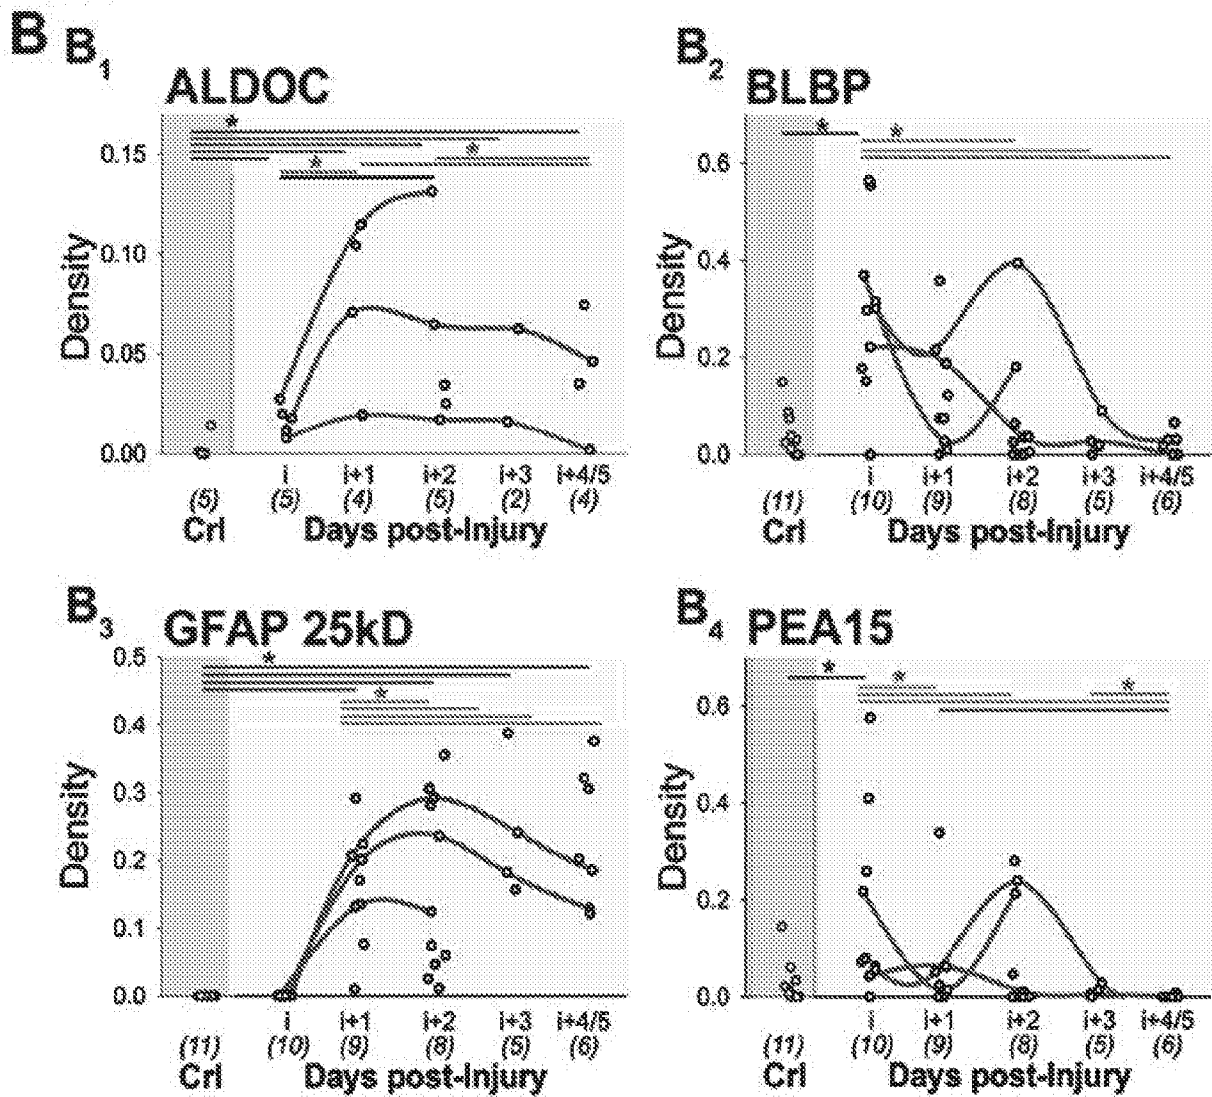 B B1 B2
ALDOC BLBP
* * * * *
0.15
0.10
0.05
0.00
Density
i i+1 i+2 i+3 i+4/5
(5) (5) (4) (5) (2) (4)
Crl Days post-Injury
0.6
0.4
0.2
0.0
Density
i i+1 i+2 i+3 i+4/5
(11) (10) (9) (8) (5) (6)
Crl Days post-Injury
B3 B4
GFAP 25kD PEA15
* * * * *
0.5
0.4
0.3
0.2
0.1
0.0
Density
i i+1 i+2 i+3 i+4/5
(11) (10) (9) (8) (5) (6)
Crl Days post-Injury
0.6
0.4
0.2
0.0
Density
i i+1 i+2 i+3 i+4/5
(11) (10) (9) (8) (5) (6)
Crl Days post-Injury